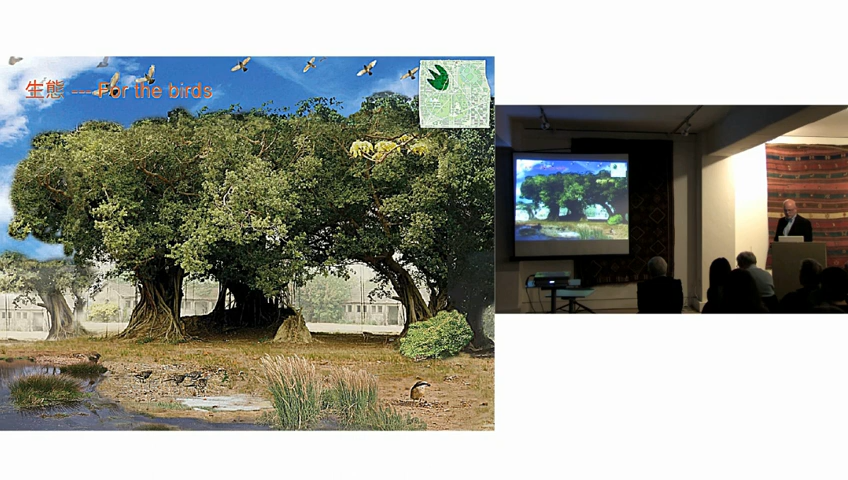 生態 --- For the birds